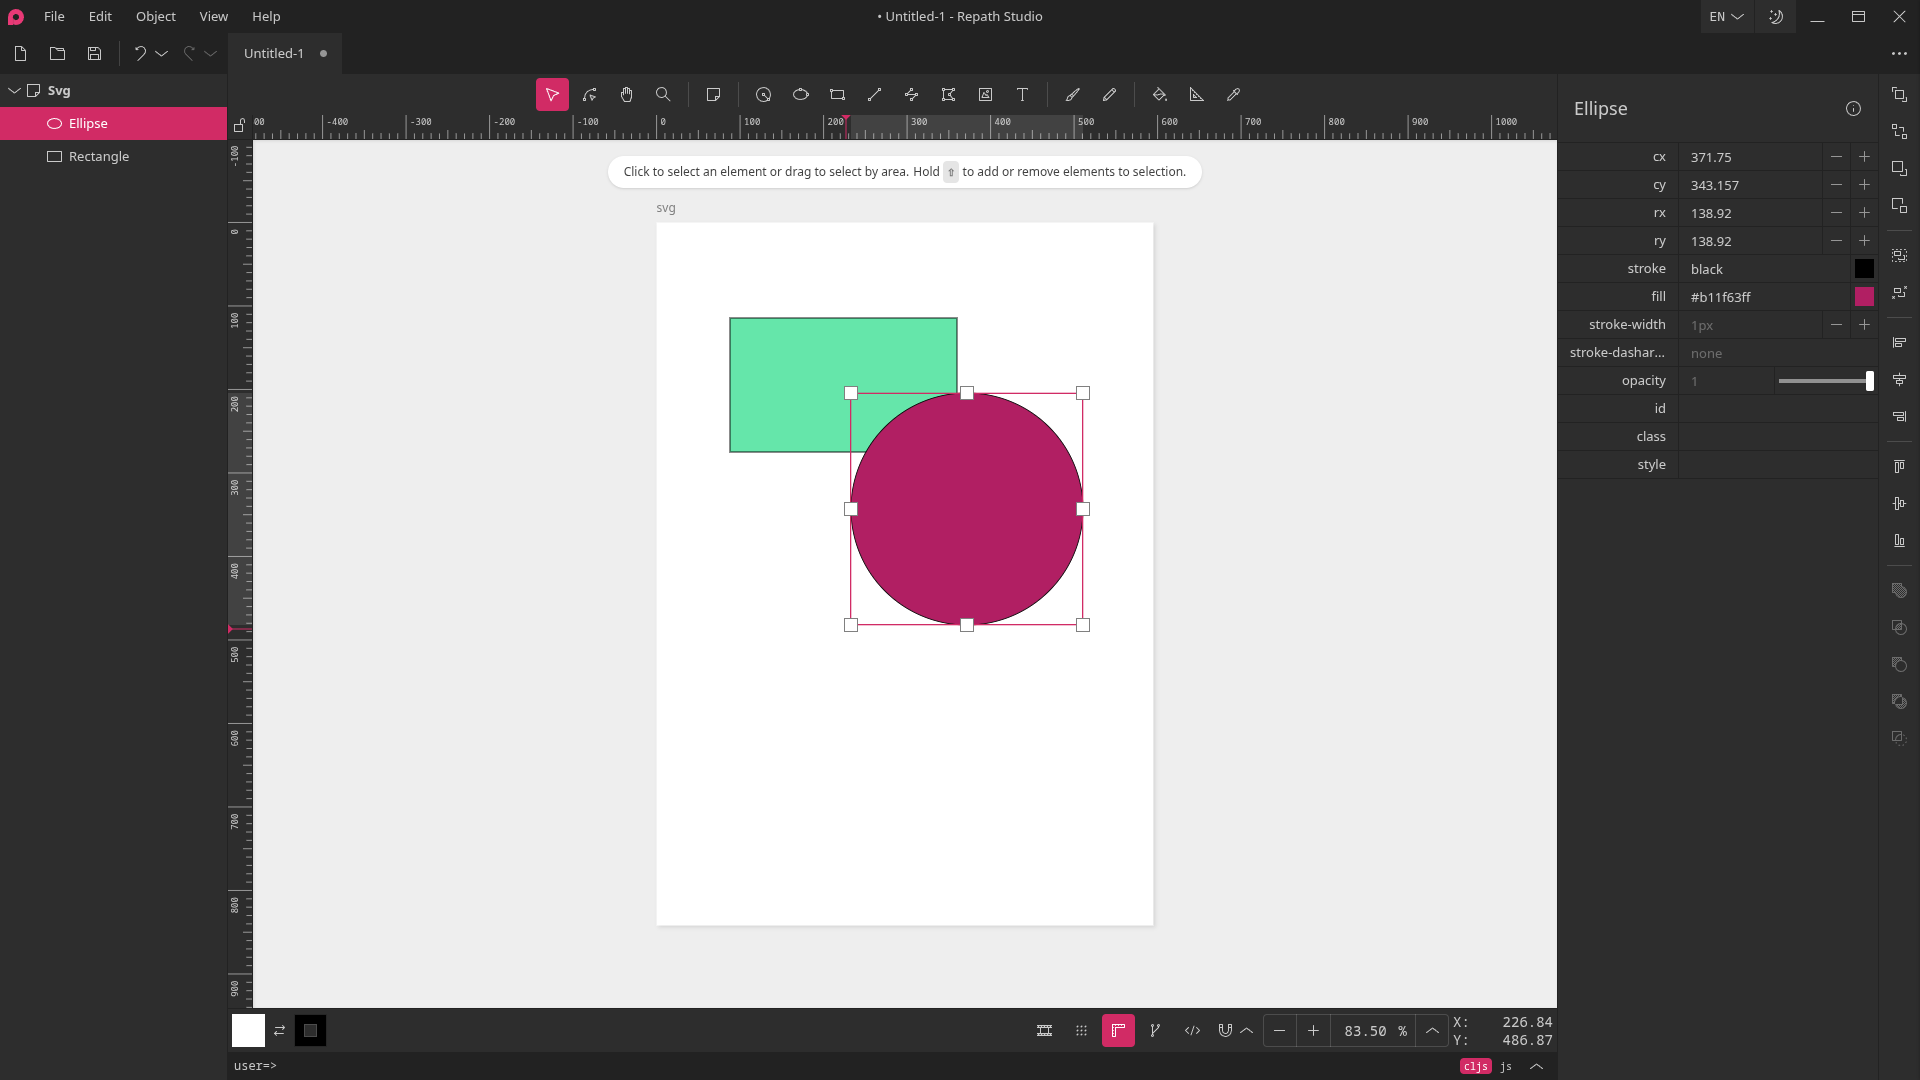 File Edit Object View Help
• Untitled-1 - Repath Studio
EN
Untitled-1
Svg
Ellipse
Rectangle
00 -400 -300 -200 -100 0 100 200 300 400 500 600 700 800 900 1000
-100
0
100
200
300
400
500
600
700
800
900
Click to select an element or drag to select by area. Hold ⇧ to add or remove elements to selection.
svg
Ellipse
cx 371.75
cy 343.157
rx 138.92
ry 138.92
stroke black
fill #b11f63ff
stroke-width 1px
stroke-dashar... none
opacity 1
id
class
style
83.50 %
X: 226.84
Y: 486.87
user=>
cljs js